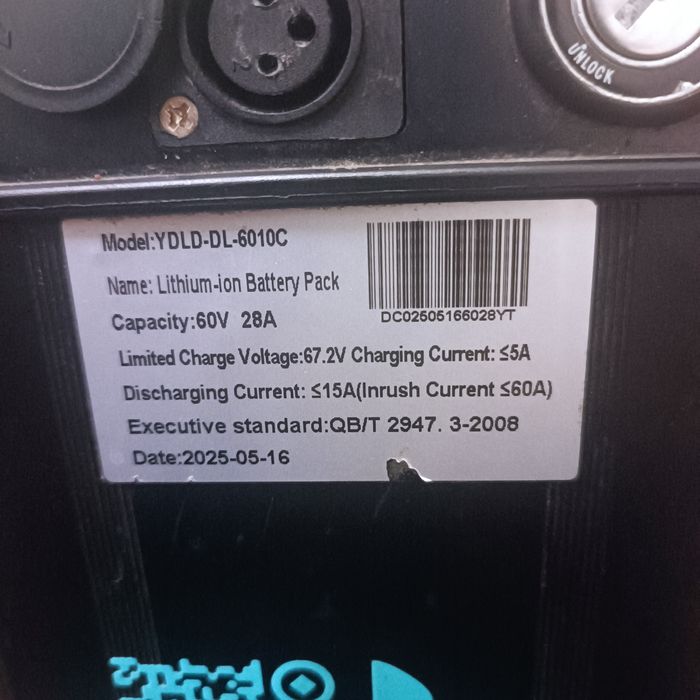 UNLOCK
Model:YDLD-DL-6010C
Name: Lithium-ion Battery Pack
Capacity:60V 28A
DC02505166028YT
Limited Charge Voltage:67.2V Charging Current: ≤5A
Discharging Current: ≤15A(Inrush Current ≤60A)
Executive standard:QB/T 2947. 3-2008
Date:2025-05-16